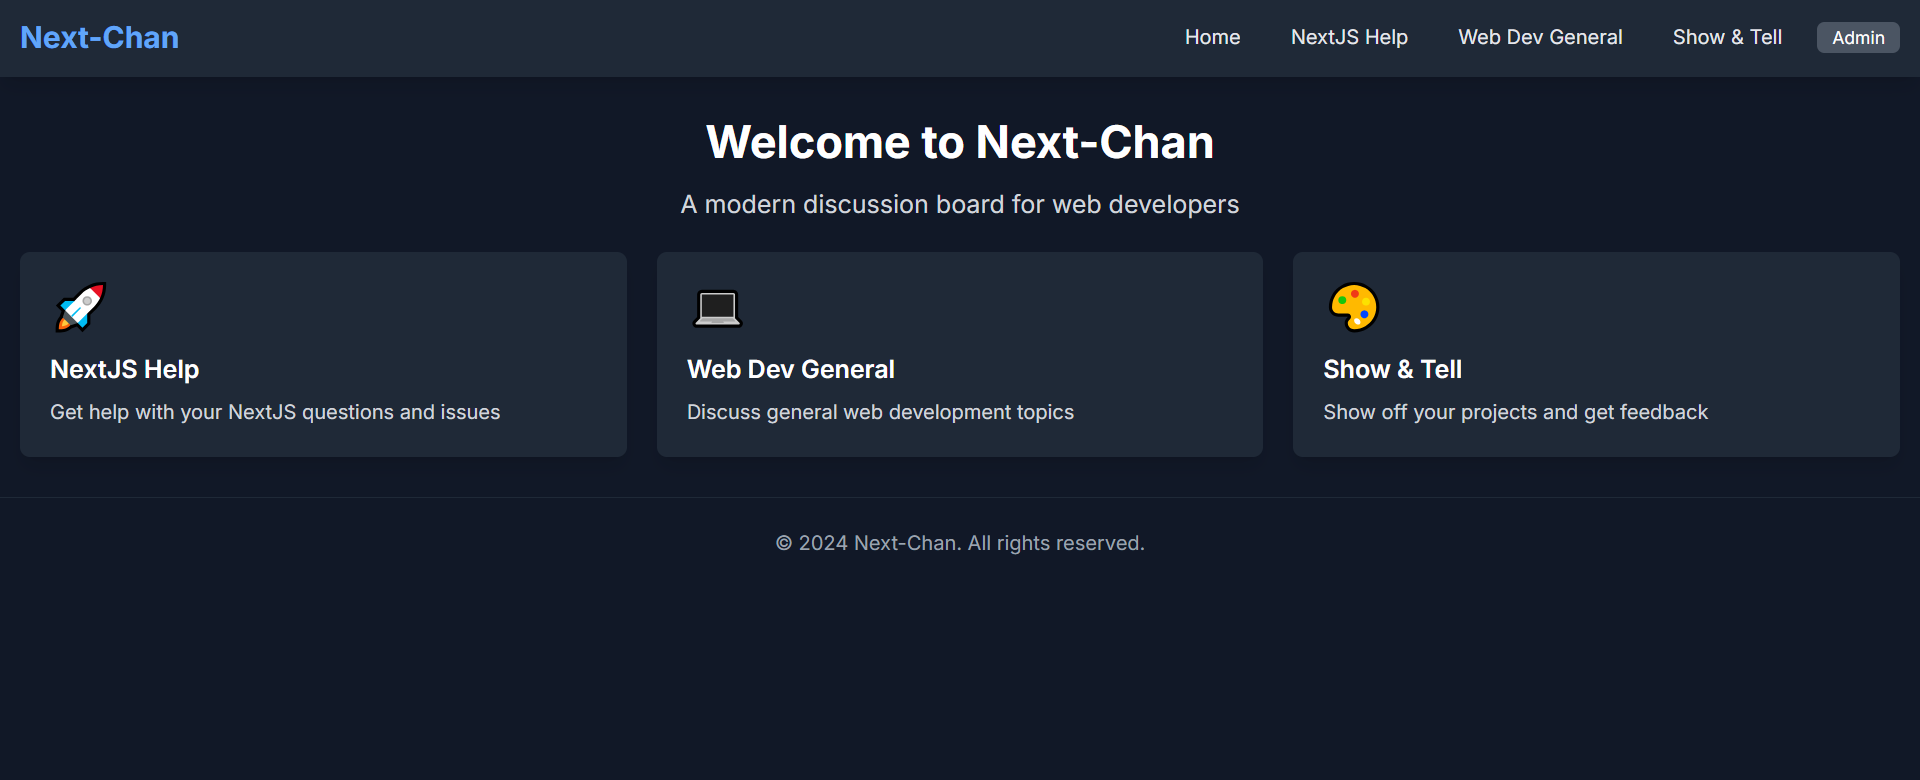 Next-Chan
Home
NextJS Help
Web Dev General
Show & Tell
Admin
Welcome to Next-Chan
A modern discussion board for web developers
NextJS Help
Get help with your NextJS questions and issues
Web Dev General
Discuss general web development topics
Show & Tell
Show off your projects and get feedback
© 2024 Next-Chan. All rights reserved.